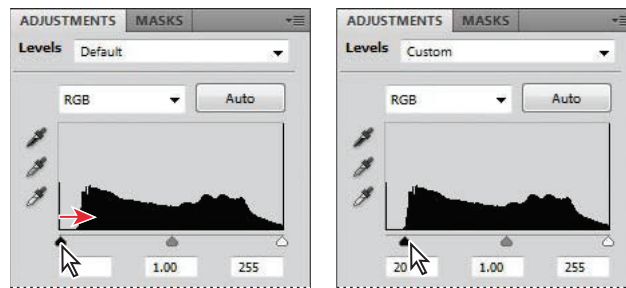 ADJUSTMENTS MASKS
Levels Default
RGB Auto
1.00 255
ADJUSTMENTS MASKS
Levels Custom
RGB Auto
20 1.00 255